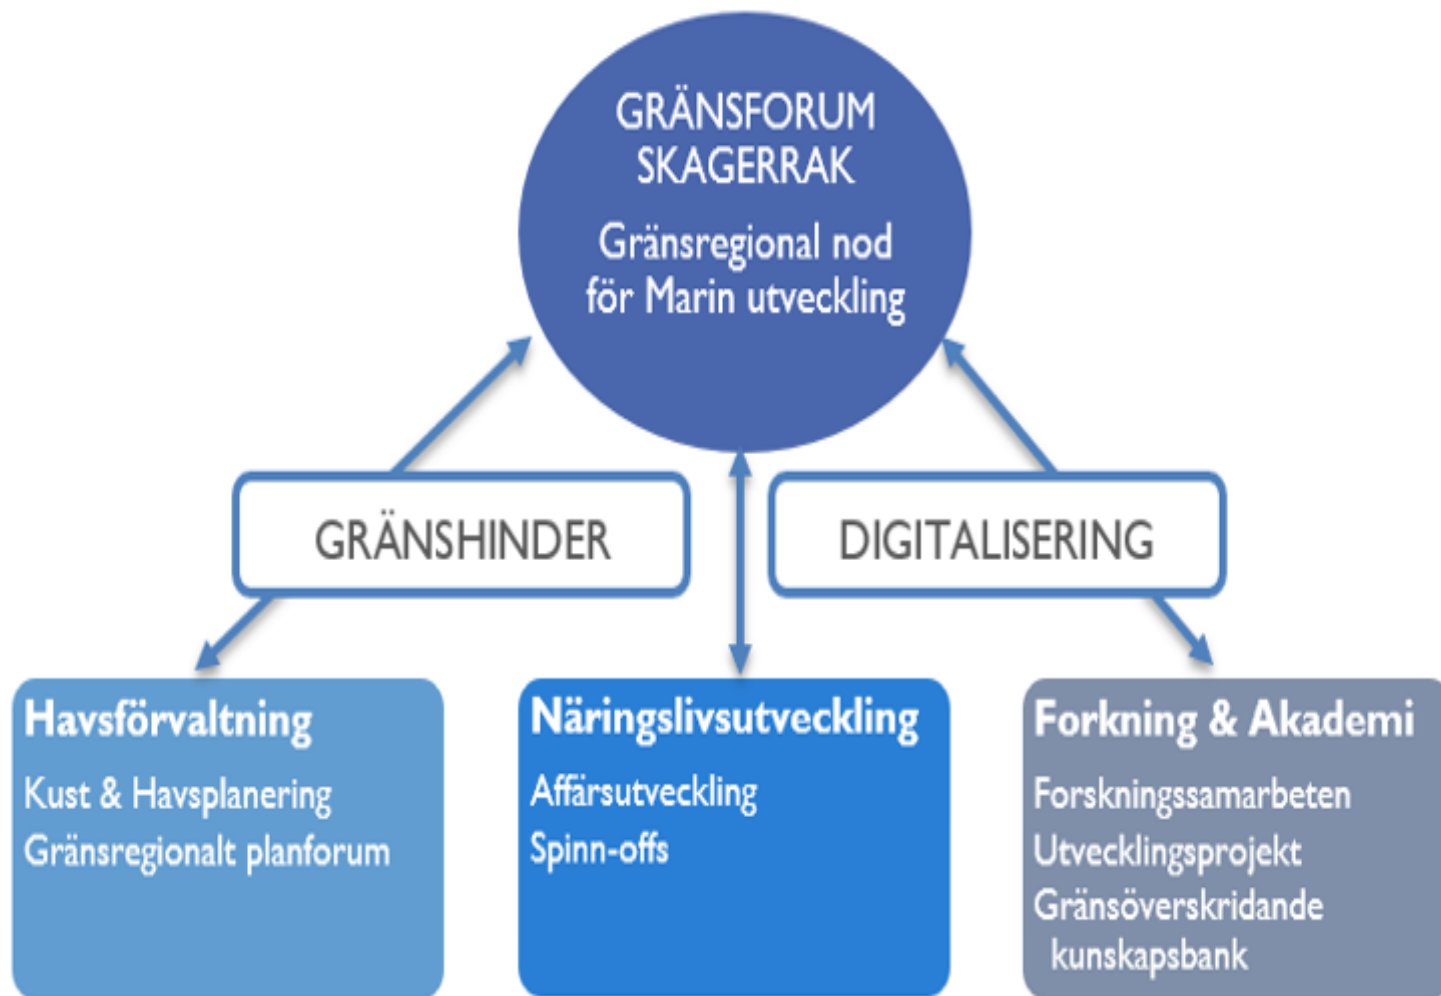 GRÄNSFORUM
SKAGERRAK
Gränsregional nod
för Marin utveckling
GRÄNSHINDER
DIGITALISERING
Havsförvaltning
Kust & Havsplanering
Gränsregionalt planforum
Näringslivsutveckling
Affärsutveckling
Spinn-offs
Forkning & Akademi
Forskningssamarbeten
Utvecklingsprojekt
Gränsöverskridande
kunskapsbank